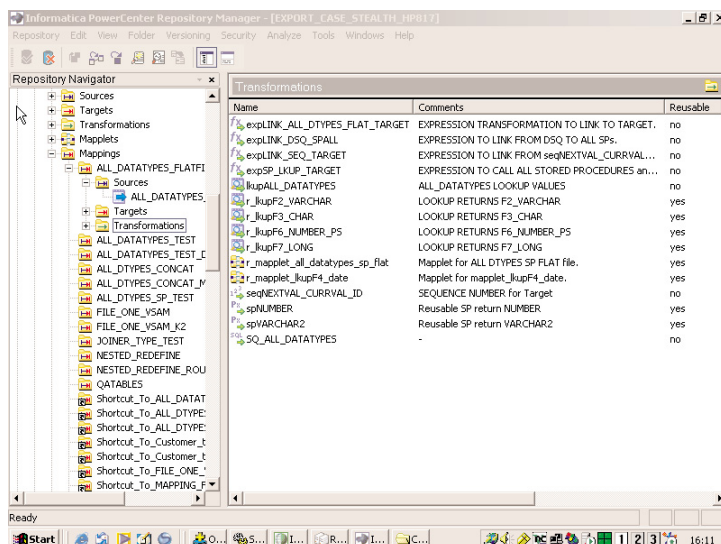 Informatica PowerCenter Repository Manager - [EXPORT_CASE_STEALTH_HP817]
Repository Edit View Folder Versioning Security Analyze Tools Windows Help
Repository Navigator
Sources
Targets
Transformations
Mapplets
Mappings
ALL_DATATYPES_FLATFI
Sources
ALL_DATATYPES_
Targets
Transformations
ALL_DATATYPES_TEST
ALL_DATATYPES_TEST_D
ALL_DTYPES_CONCAT
ALL_DTYPES_CONCAT_M
ALL_DTYPES_SP_TEST
FILE_ONE_VSAM
FILE_ONE_VSAM_K2
JOINER_TYPE_TEST
NESTED_REDEFINE
NESTED_REDEFINE_ROU
QATABLES
Shortcut_To_ALL_DATAT
Shortcut_To_ALL_DTYPE
Shortcut_To_ALL_DTYPE
Shortcut_To_Customer_t
Shortcut_To_Customer_t
Shortcut_To_FILE_ONE_
Shortcut_To_MAPPING_F
Transformations
Name Comments Reusable
expLINK_ALL_DTYPES_FLAT_TARGET EXPRESSION TRANSFORMATION TO LINK TO TARGET. no
expLINK_DSQ_SPALL EXPRESSION TO LINK FROM DSQ TO ALL SPs. no
expLINK_SEQ_TARGET EXPRESSION TO LINK FROM seqNEXTVAL_CURRVAL... no
expSP_LKUP_TARGET EXPRESSION TO CALL ALL STORED PROCEDURES an... no
lkupALL_DATATYPES ALL_DATATYPES LOOKUP VALUES no
r_lkupF2_VARCHAR LOOKUP RETURNS F2_VARCHAR yes
r_lkupF3_CHAR LOOKUP RETURNS F3_CHAR yes
r_lkupF6_NUMBER_PS LOOKUP RETURNS F6_NUMBER_PS yes
r_lkupF7_LONG LOOKUP RETURNS F7_LONG yes
r_mapplet_all_datatypes_sp_flat Mapplet for ALL DTYPES SP FLAT file. yes
r_mapplet_lkupF4_date Mapplet for mapplet_lkupF4_date. yes
seqNEXTVAL_CURRVAL_ID SEQUENCE NUMBER for Target no
spNUMBER Reusable SP return NUMBER yes
spVARCHAR2 Reusable SP return VARCHAR2 yes
SQ_ALL_DATATYPES - no
Ready
Start O... S... I... R... I... C... 1 2 3 16:11